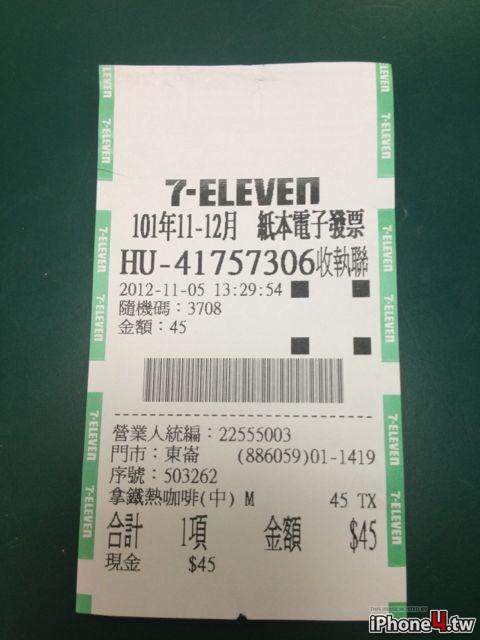 7-ELEVEN
101年11-12月 紙本電子發票
HU-41757306收執聯
2012-11-05 13:29:54
隨機碼：3708
金額：45
營業人統編：22555003
門市：東崙 (886059)01-1419
序號：503262
拿鐵熱咖啡(中) M 45 TX
合計 1項 金額 $45
現金 $45
7-ELEVEN
7-ELEVEN
7-ELEVEN
7-ELEVEN
7-ELEVEN
7-ELEVEN
THIS IMAGE HOSTED BY
iPhone4.tw